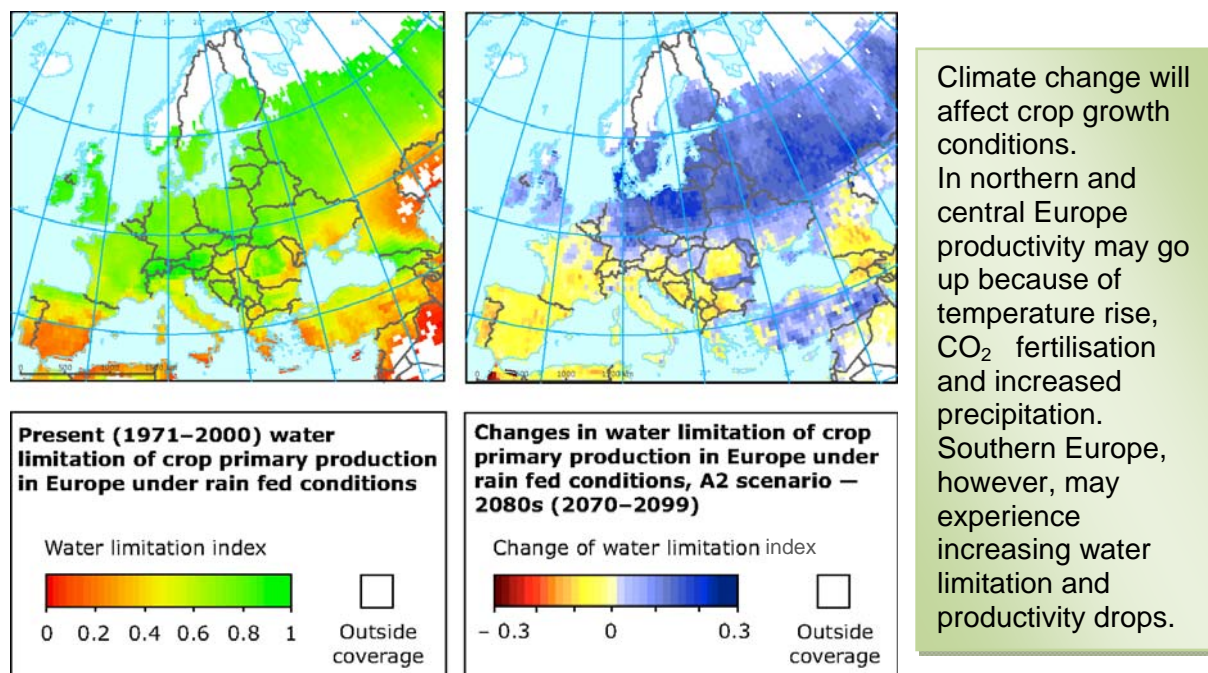 Climate change will
affect crop growth
conditions.
In northern and
central Europe
productivity may go
up because of
temperature rise,
CO₂ fertilisation
and increased
precipitation.
Southern Europe,
however, may
experience
increasing water
limitation and
productivity drops.
Present (1971–2000) water
limitation of crop primary production
in Europe under rain fed conditions
Water limitation index
0 0.2 0.4 0.6 0.8 1
Outside
coverage
Changes in water limitation of crop
primary production in Europe under
rain fed conditions, A2 scenario —
2080s (2070–2099)
Change of water limitation index
– 0.3 0 0.3
Outside
coverage